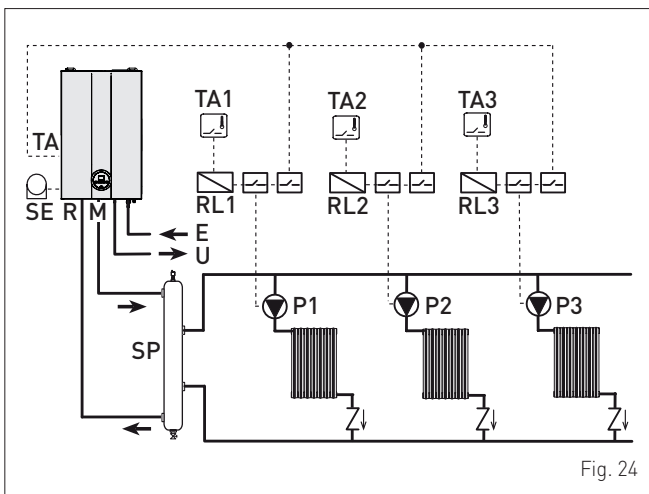 TA1 TA2 TA3
TA
RL1 RL2 RL3
SE R M
E
U
P1 P2 P3
SP
Fig. 24